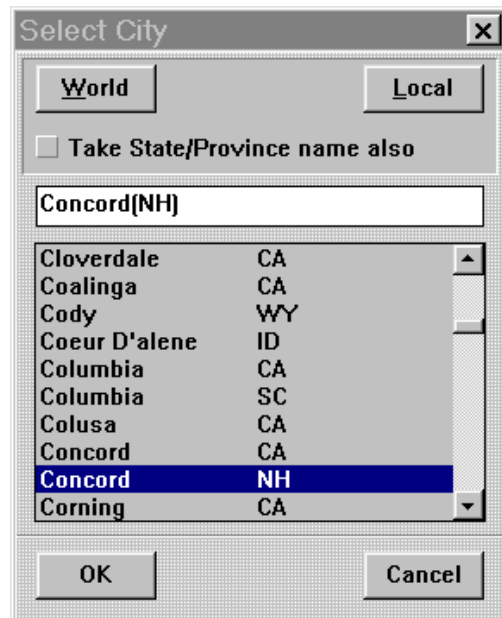 Select City
World Local
Take State/Province name also
Concord(NH)
Cloverdale CA
Coalinga CA
Cody WY
Coeur D'alene ID
Columbia CA
Columbia SC
Colusa CA
Concord CA
Concord NH
Corning CA
OK Cancel